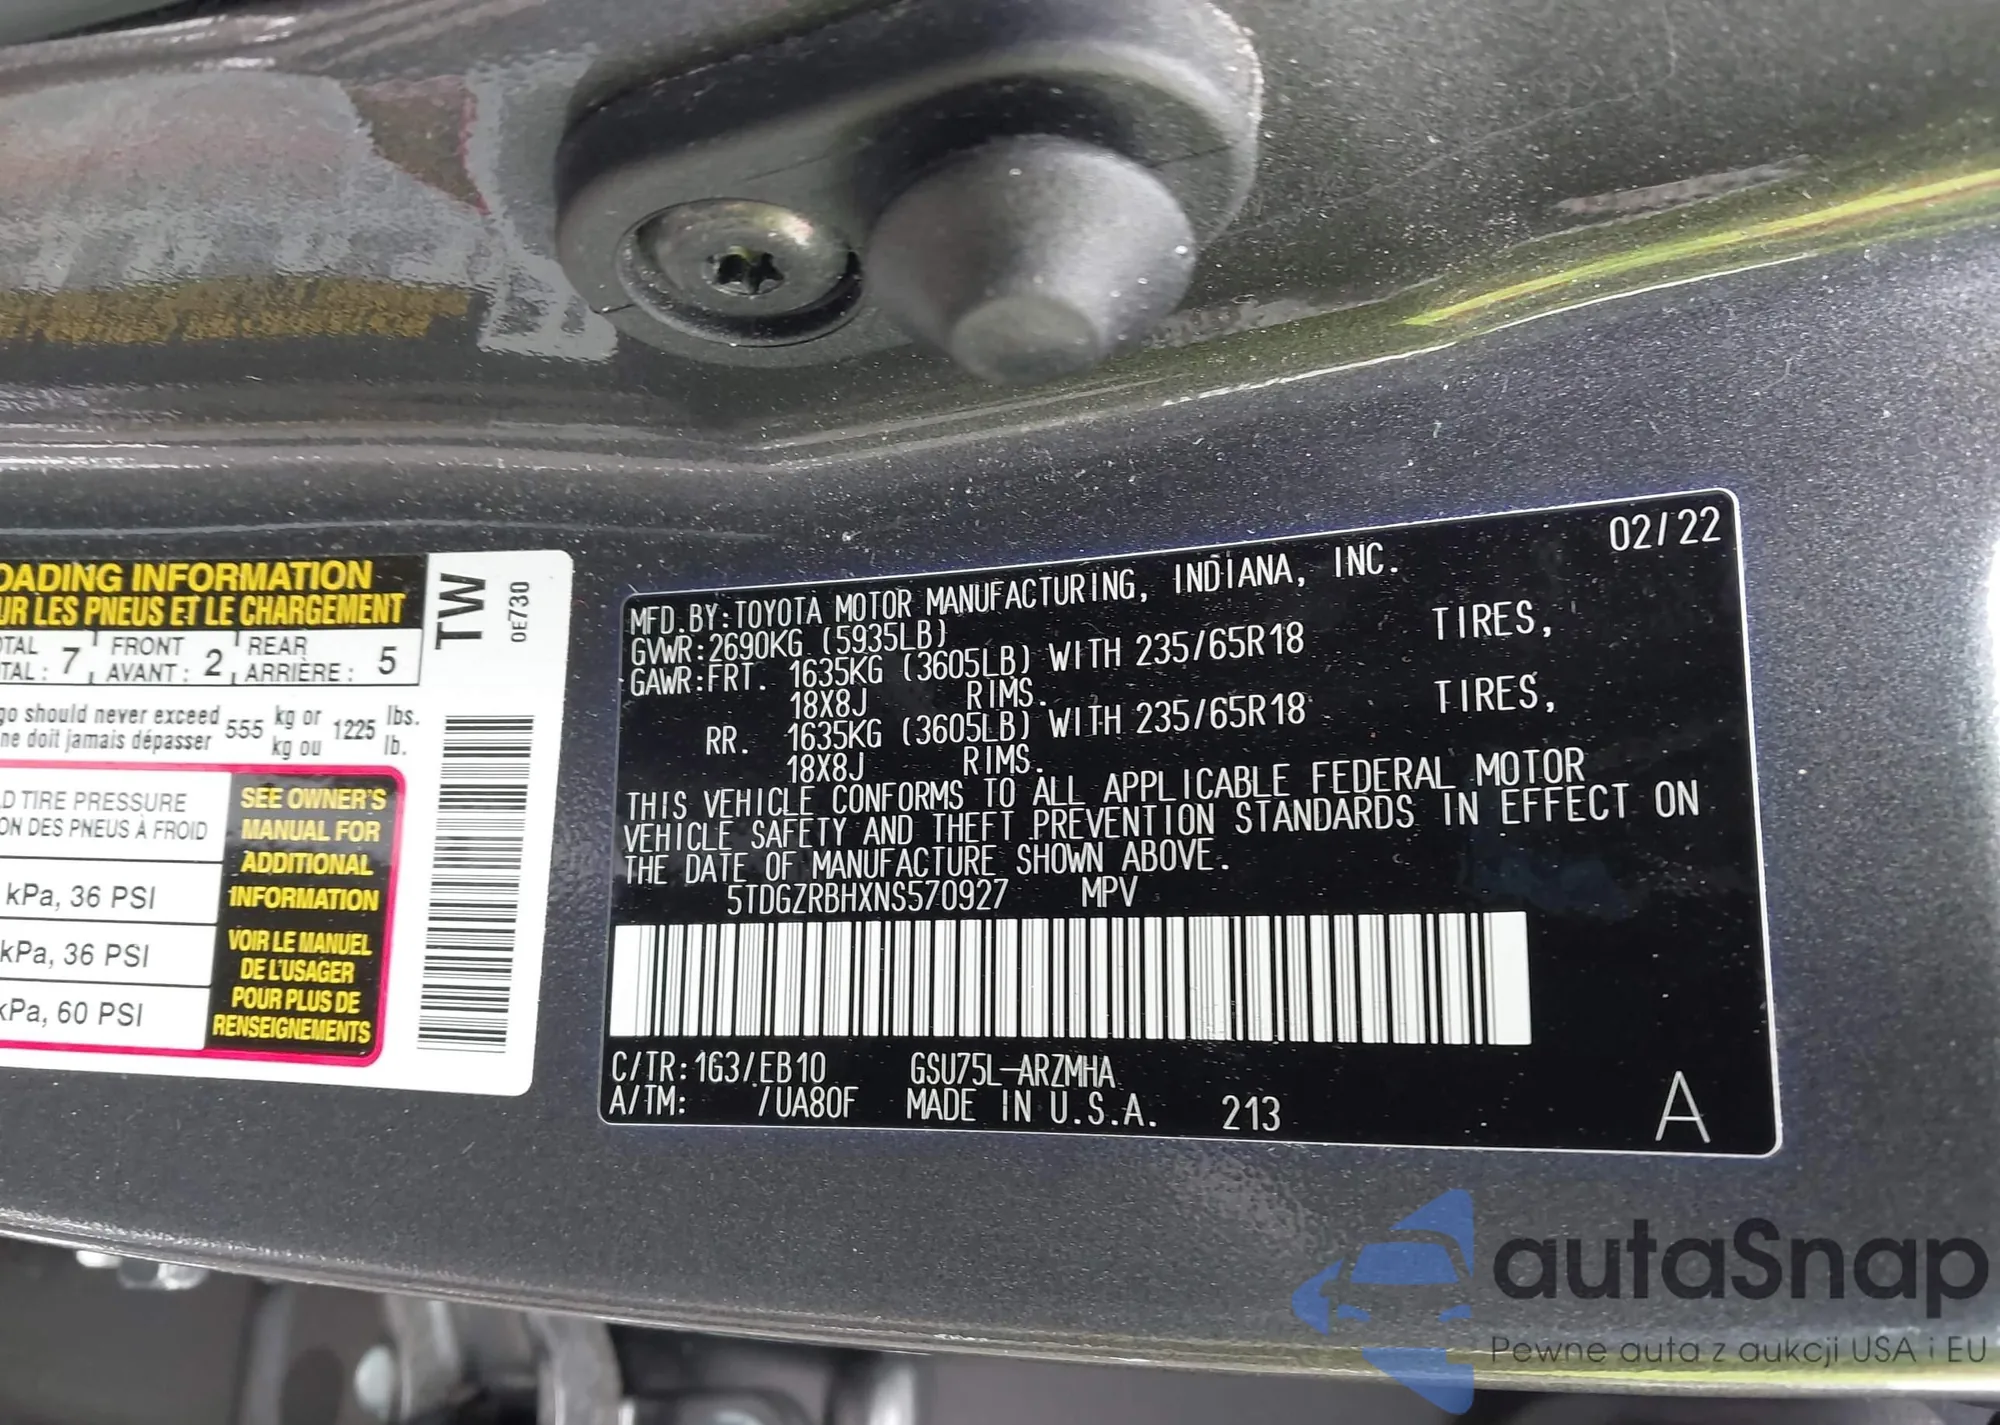 OADING INFORMATION
UR LES PNEUS ET LE CHARGEMENT
OTAL 7 FRONT 2 REAR 5
TAL : AVANT : ARRIÈRE :
go should never exceed 555 kg or 1225 lbs.
ne doit jamais dépasser kg ou lb.
D TIRE PRESSURE
ON DES PNEUS À FROID
kPa, 36 PSI
kPa, 36 PSI
kPa, 60 PSI
SEE OWNER'S
MANUAL FOR
ADDITIONAL
INFORMATION
VOIR LE MANUEL
DE L'USAGER
POUR PLUS DE
RENSEIGNEMENTS
TW
0E730
02/22
MFD.BY:TOYOTA MOTOR MANUFACTURING, INDIANA, INC.
GVWR:2690KG (5935LB)
GAWR:FRT. 1635KG (3605LB) WITH 235/65R18 TIRES,
18X8J RIMS.
RR. 1635KG (3605LB) WITH 235/65R18 TIRES,
18X8J RIMS.
THIS VEHICLE CONFORMS TO ALL APPLICABLE FEDERAL MOTOR
VEHICLE SAFETY AND THEFT PREVENTION STANDARDS IN EFFECT ON
THE DATE OF MANUFACTURE SHOWN ABOVE.
5TDGZRBHXNS570927 MPV
C/TR:1G3/EB10 GSU75L-ARZMHA
A/TM: /UA80F MADE IN U.S.A. 213
A
autaSnap
Pewne auta z aukcji USA i EU